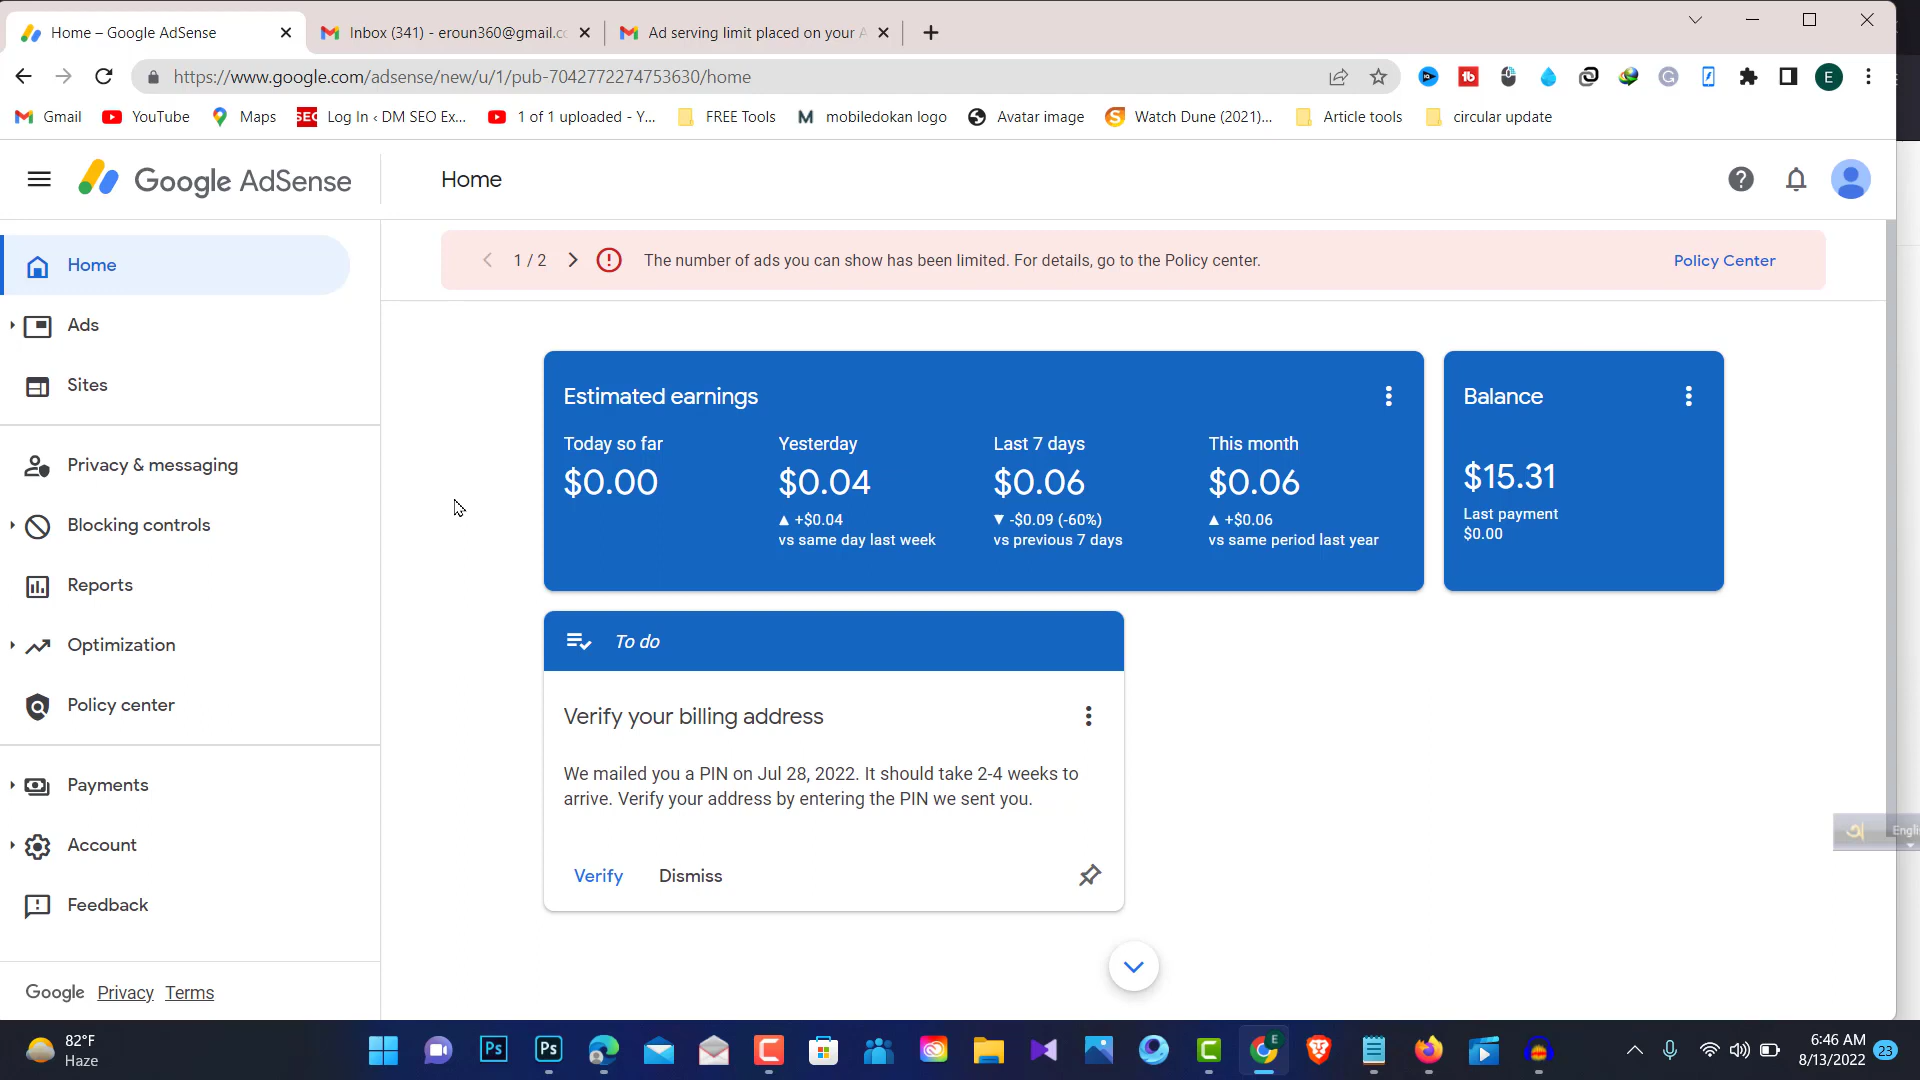 Home – Google AdSense
Inbox (341) - eroun360@gmail.cc
Ad serving limit placed on your A
https://www.google.com/adsense/new/u/1/pub-7042772274753630/home
E
Gmail
YouTube
Maps
SEC
Log In ‹ DM SEO Ex...
1 of 1 uploaded - Y...
FREE Tools
M mobiledokan logo
Avatar image
Watch Dune (2021)...
Article tools
circular update
Google AdSense
Home
Home
Ads
Sites
Privacy & messaging
Blocking controls
Reports
Optimization
Policy center
Payments
Account
Feedback
Google Privacy Terms
1 / 2
The number of ads you can show has been limited. For details, go to the Policy center.
Policy Center
Estimated earnings
Today so far
$0.00
Yesterday
$0.04
+$0.04
vs same day last week
Last 7 days
$0.06
-$0.09 (-60%)
vs previous 7 days
This month
$0.06
+$0.06
vs same period last year
Balance
$15.31
Last payment
$0.00
To do
Verify your billing address
We mailed you a PIN on Jul 28, 2022. It should take 2-4 weeks to
arrive. Verify your address by entering the PIN we sent you.
Verify
Dismiss
অ
Englis
82°F
Haze
Ps
Ps
E
6:46 AM
8/13/2022
23